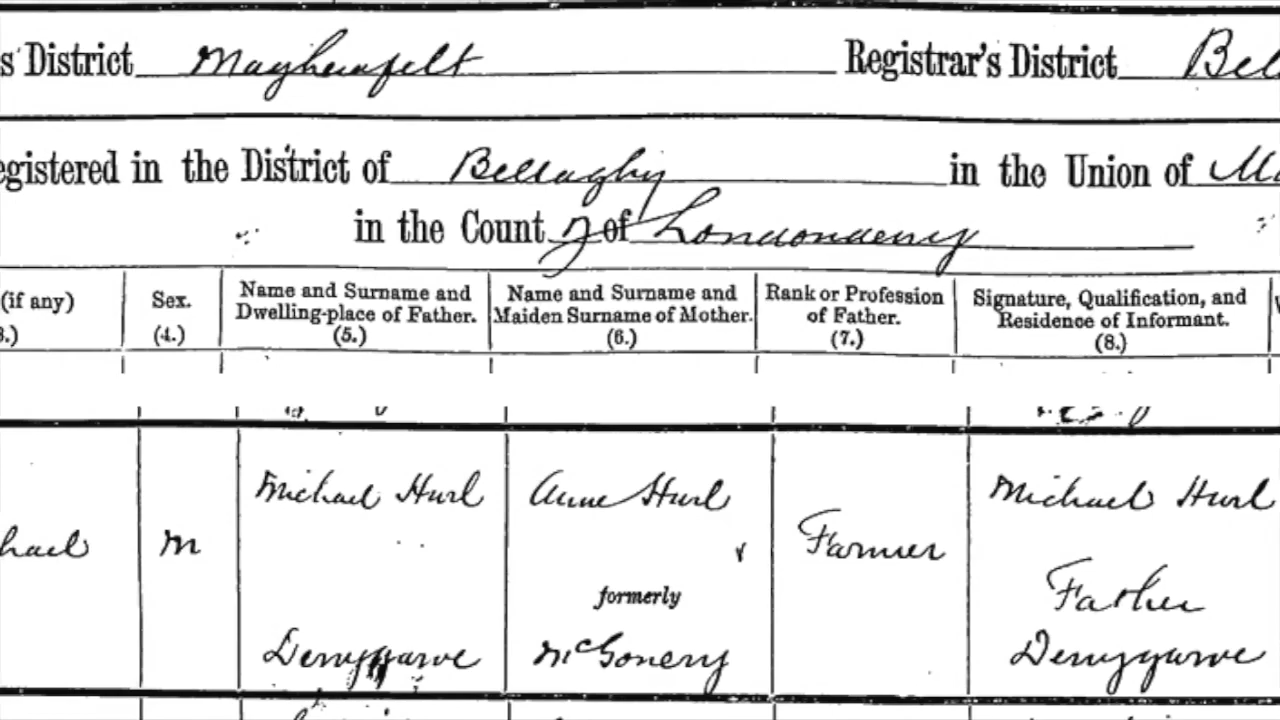 s District Magherafelt Registrar's District Bel
egistered in the District of Bellaghy in the Union of Ma
in the County of Londonderry
(if any) Sex. Name and Surname and Name and Surname and Rank or Profession Signature, Qualification, and
Dwelling-place of Father. Maiden Surname of Mother. of Father. Residence of Informant.
3.) (4.) (5.) (6.) (7.) (8.)
Michael Hurl Anne Hurl Michael Hurl
hael M Farmer
formerly Father
Derrygarve McGonery Derrygarve